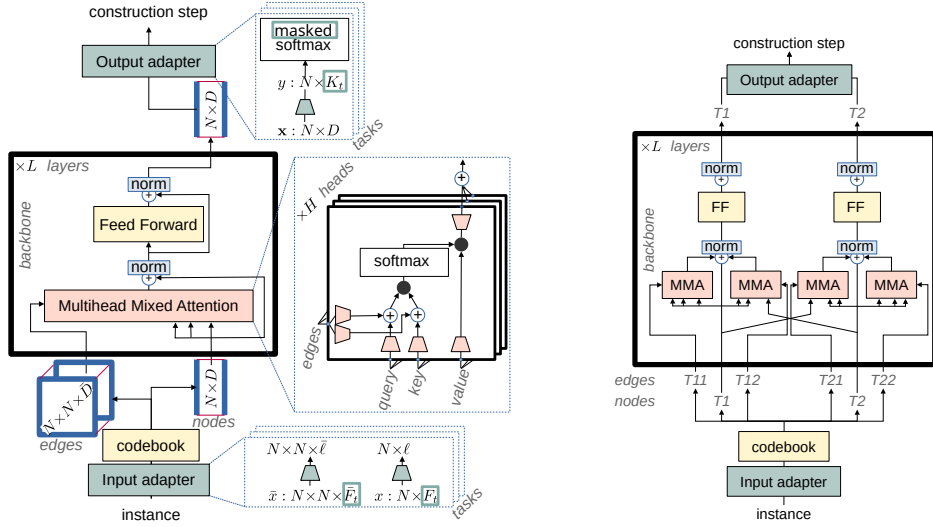 construction step
Output adapter
masked
softmax
y : N × K_t
x : N × D
tasks
N × D
×L layers
norm
+
Feed Forward
norm
+
Multihead Mixed Attention
backbone
×H heads
+
softmax
+
+
edges
query
key
value
N × N × D̄
edges
N × D
nodes
codebook
Input adapter
instance
N × N × ℓ̄
N × ℓ
x̄ : N × N × F̄_t
x : N × F_t
tasks
construction step
Output adapter
T1
T2
×L layers
norm
+
norm
+
FF
FF
backbone
norm
+
norm
+
MMA
MMA
MMA
MMA
edges
T11
T12
T21
T22
nodes
T1
T2
codebook
Input adapter
instance